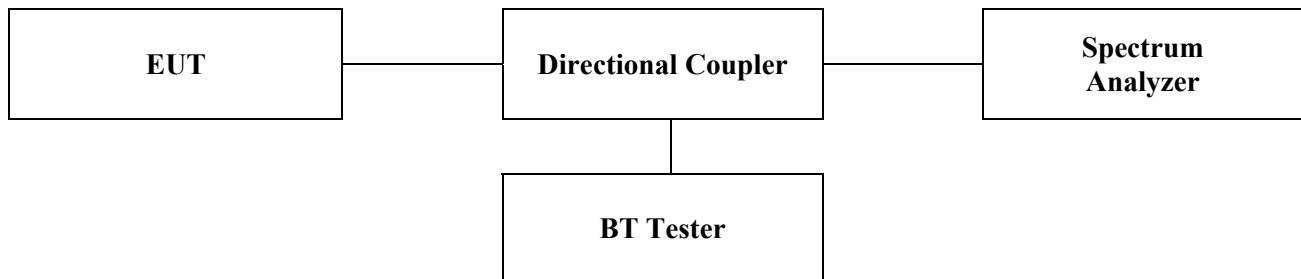 EUT
Directional Coupler
Spectrum
Analyzer
BT Tester